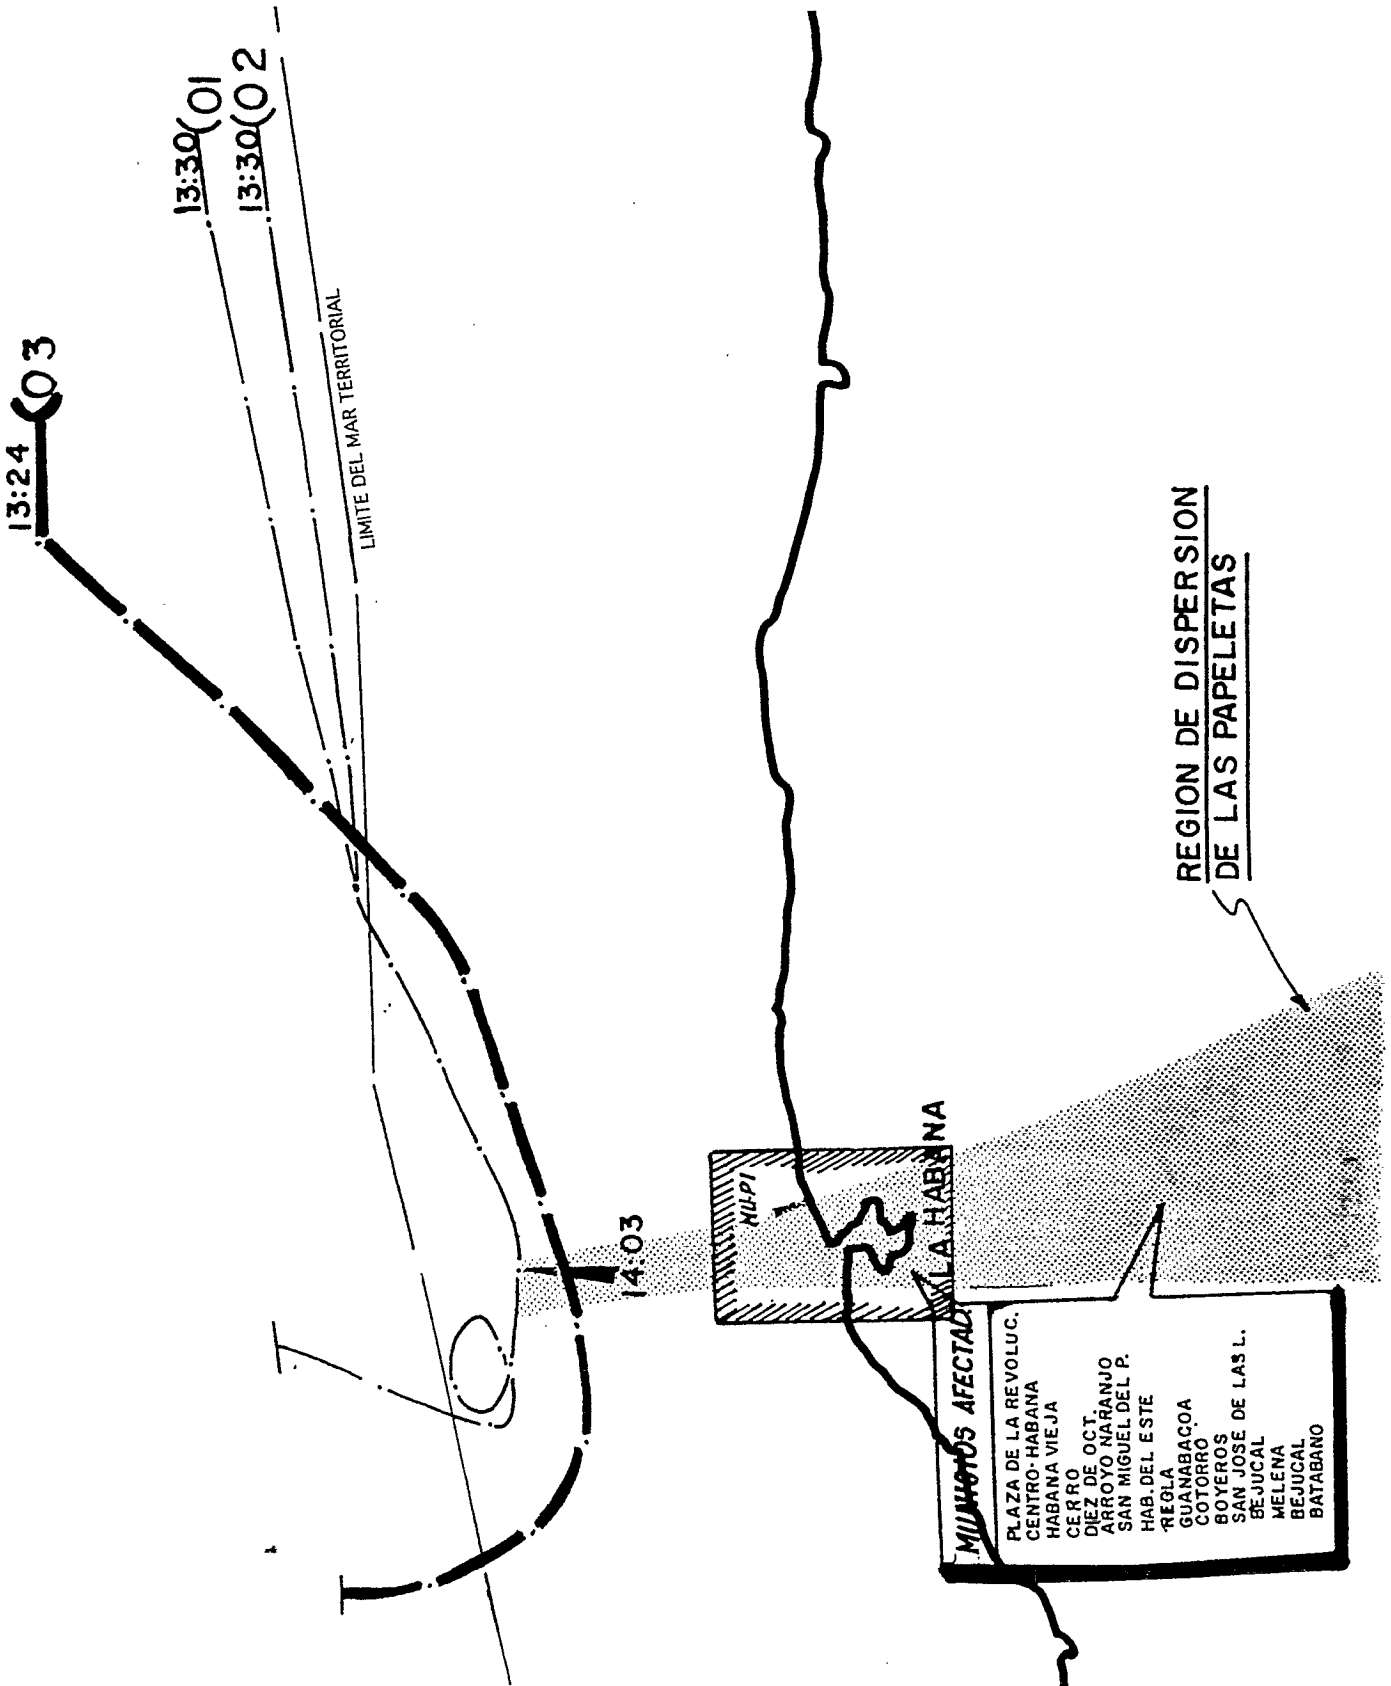 13:24
(03
13:30(01
13:30(02
LIMITE DEL MAR TERRITORIAL
14:03
LA HABANA
REGION DE DISPERSION
DE LAS PAPELETAS
MUNICIOS AFECTAD.
PLAZA DE LA REVOLUC.
CENTRO-HABANA
HABANA VIEJA
CERRO
DIEZ DE OCT.
ARROYO NARANJO
SAN MIGUEL DEL P.
HAB. DEL ESTE
REGLA
GUANABACOA
COTORRO
BOYEROS
SAN JOSE DE LAS L.
BEJUCAL
MELENA
BEJUCAL
BATABANO